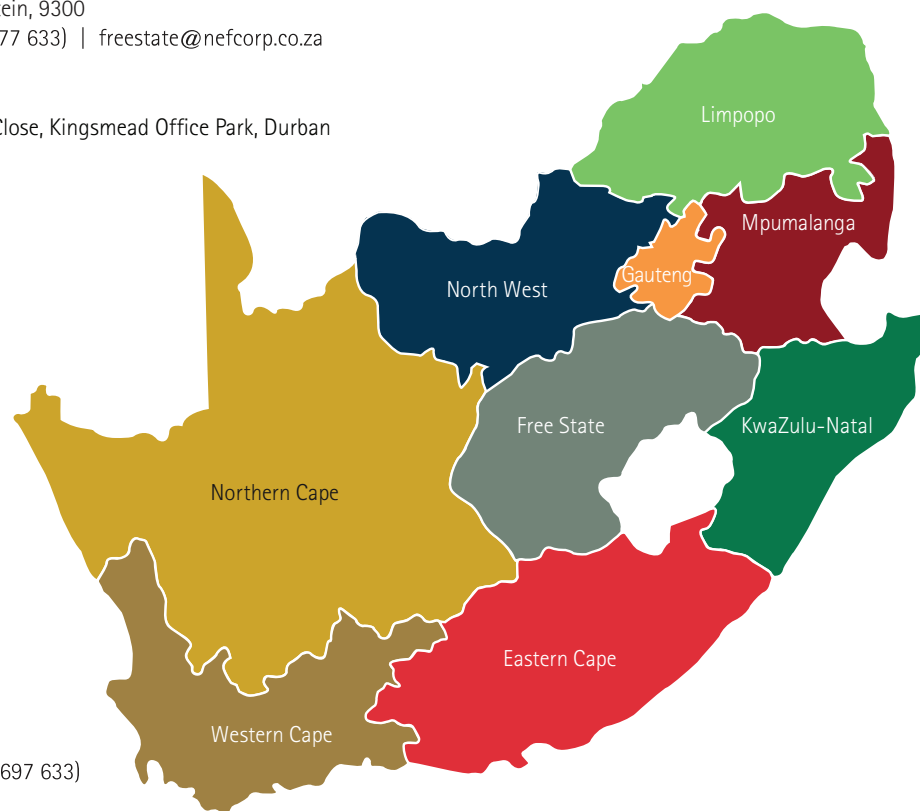 tein, 9300
77 633) | freestate@nefcorp.co.za
Close, Kingsmead Office Park, Durban
Limpopo
Mpumalanga
Gauteng
North West
Free State
KwaZulu-Natal
Northern Cape
Eastern Cape
Western Cape
697 633)